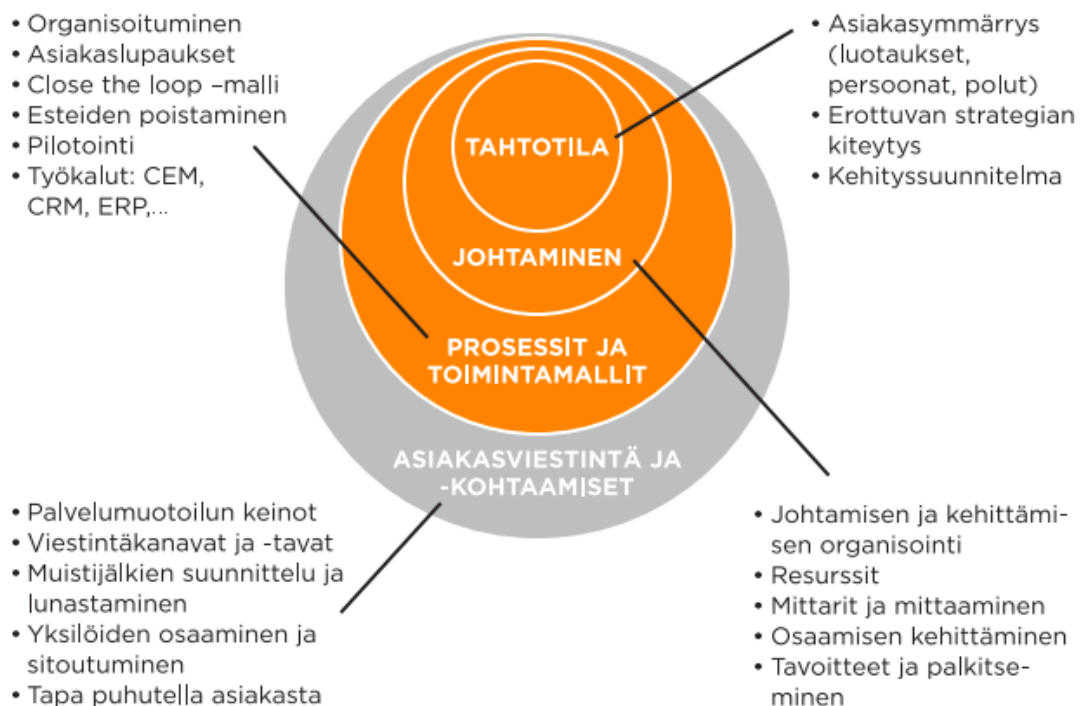 • Organisoituminen
• Asiakaslupaukset
• Close the loop –malli
• Esteiden poistaminen
• Pilotointi
• Työkalut: CEM,
CRM, ERP,...
• Asiakasymmärrys
(luotaukset,
persoonat, polut)
• Erottuvan strategian
kiteytys
• Kehityssuunnitelma
TAHTOTILA
JOHTAMINEN
PROSESSIT JA
TOIMINTAMALLIT
ASIAKASVIESTINTÄ JA
-KOHTAAMISET
• Palvelumuotoilun keinot
• Viestintäkanavat ja -tavat
• Muistijälkien suunnittelu ja
lunastaminen
• Yksilöiden osaaminen ja
sitoutuminen
• Tapa puhutella asiakasta
• Johtamisen ja kehittämi-
sen organisointi
• Resurssit
• Mittarit ja mittaaminen
• Osaamisen kehittäminen
• Tavoitteet ja palkitse-
minen